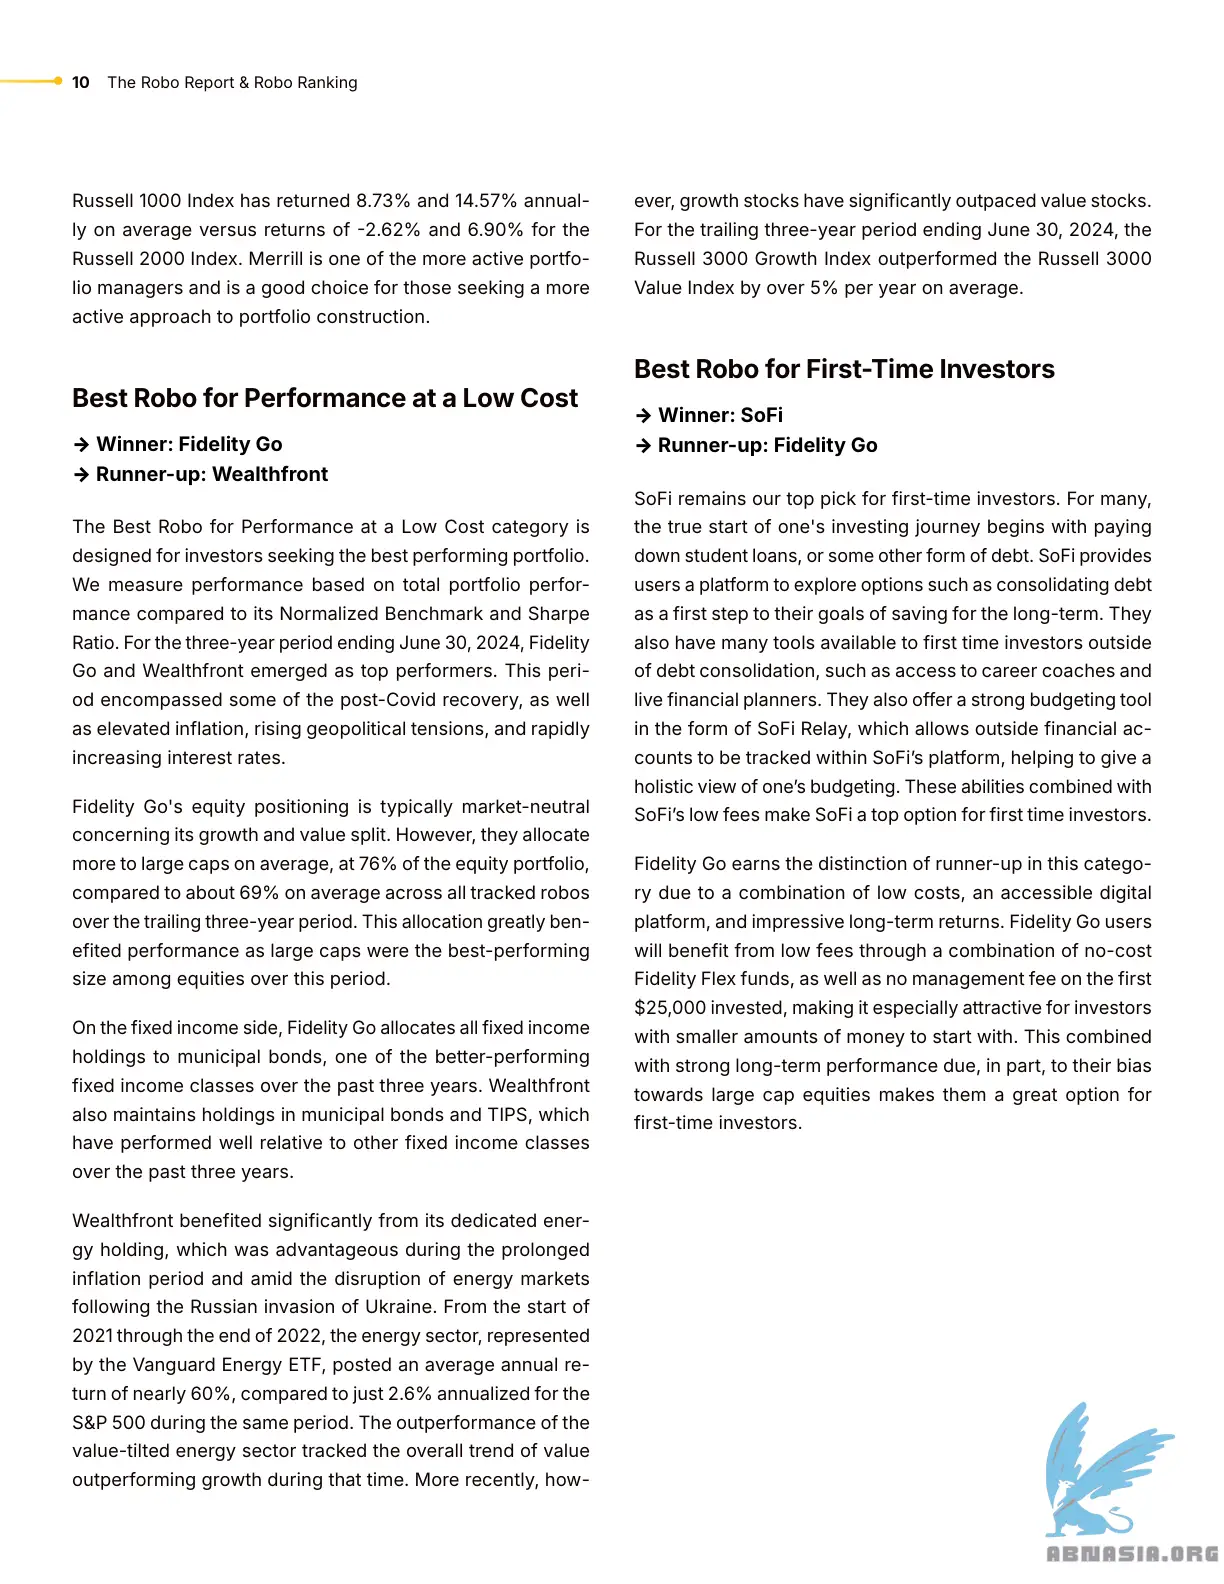 10 The Robo Report & Robo Ranking
Russell 1000 Index has returned 8.73% and 14.57% annual-
ly on average versus returns of -2.62% and 6.90% for the
Russell 2000 Index. Merrill is one of the more active portfo-
lio managers and is a good choice for those seeking a more
active approach to portfolio construction.
Best Robo for Performance at a Low Cost
→ Winner: Fidelity Go
→ Runner-up: Wealthfront
The Best Robo for Performance at a Low Cost category is
designed for investors seeking the best performing portfolio.
We measure performance based on total portfolio perfor-
mance compared to its Normalized Benchmark and Sharpe
Ratio. For the three-year period ending June 30, 2024, Fidelity
Go and Wealthfront emerged as top performers. This peri-
od encompassed some of the post-Covid recovery, as well
as elevated inflation, rising geopolitical tensions, and rapidly
increasing interest rates.
Fidelity Go's equity positioning is typically market-neutral
concerning its growth and value split. However, they allocate
more to large caps on average, at 76% of the equity portfolio,
compared to about 69% on average across all tracked robos
over the trailing three-year period. This allocation greatly ben-
efited performance as large caps were the best-performing
size among equities over this period.
On the fixed income side, Fidelity Go allocates all fixed income
holdings to municipal bonds, one of the better-performing
fixed income classes over the past three years. Wealthfront
also maintains holdings in municipal bonds and TIPS, which
have performed well relative to other fixed income classes
over the past three years.
Wealthfront benefited significantly from its dedicated ener-
gy holding, which was advantageous during the prolonged
inflation period and amid the disruption of energy markets
following the Russian invasion of Ukraine. From the start of
2021 through the end of 2022, the energy sector, represented
by the Vanguard Energy ETF, posted an average annual re-
turn of nearly 60%, compared to just 2.6% annualized for the
S&P 500 during the same period. The outperformance of the
value-tilted energy sector tracked the overall trend of value
outperforming growth during that time. More recently, how-
ever, growth stocks have significantly outpaced value stocks.
For the trailing three-year period ending June 30, 2024, the
Russell 3000 Growth Index outperformed the Russell 3000
Value Index by over 5% per year on average.
Best Robo for First-Time Investors
→ Winner: SoFi
→ Runner-up: Fidelity Go
SoFi remains our top pick for first-time investors. For many,
the true start of one's investing journey begins with paying
down student loans, or some other form of debt. SoFi provides
users a platform to explore options such as consolidating debt
as a first step to their goals of saving for the long-term. They
also have many tools available to first time investors outside
of debt consolidation, such as access to career coaches and
live financial planners. They also offer a strong budgeting tool
in the form of SoFi Relay, which allows outside financial ac-
counts to be tracked within SoFi’s platform, helping to give a
holistic view of one’s budgeting. These abilities combined with
SoFi’s low fees make SoFi a top option for first time investors.
Fidelity Go earns the distinction of runner-up in this catego-
ry due to a combination of low costs, an accessible digital
platform, and impressive long-term returns. Fidelity Go users
will benefit from low fees through a combination of no-cost
Fidelity Flex funds, as well as no management fee on the first
$25,000 invested, making it especially attractive for investors
with smaller amounts of money to start with. This combined
with strong long-term performance due, in part, to their bias
towards large cap equities makes them a great option for
first-time investors.
ABNASIA.ORG